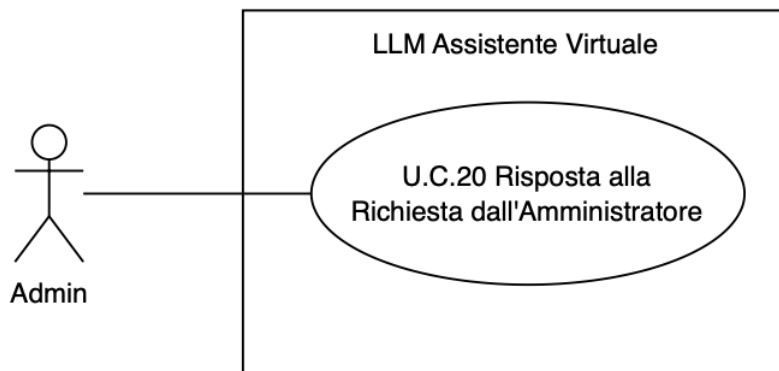 LLM Assistente Virtuale
U.C.20 Risposta alla
Richiesta dall'Amministratore
Admin